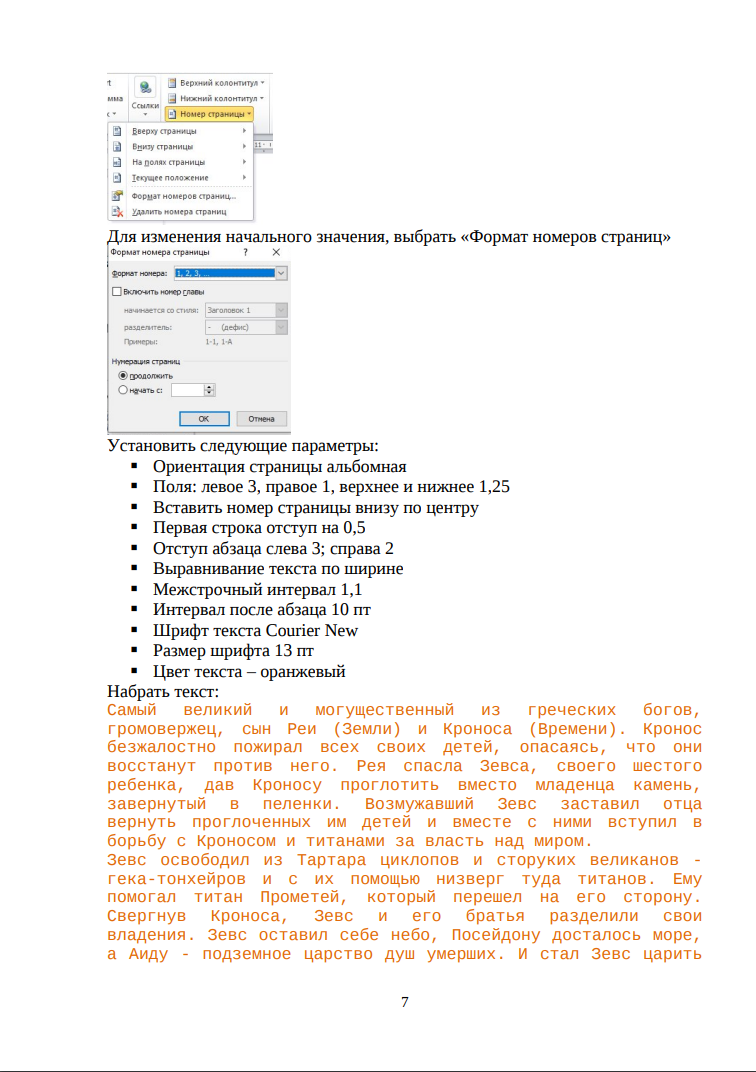 Верхний колонтитул
мма
Ссылки
Нижний колонтитул
Номер страницы
Вверху страницы
Внизу страницы
11
На полях страницы
Текущее положение
Формат номеров страниц...
Удалить номера страниц
Для изменения начального значения, выбрать «Формат номеров страниц»
Формат номера страницы ? ×
Формат номера: 1, 2, 3, ...
Включить номер главы
начинается со стиля: Заголовок 1
разделитель: - (дефис)
Примеры: 1-1, 1-A
Нумерация страниц
продолжить
начать с:
ОК Отмена
Установить следующие параметры:
▪ Ориентация страницы альбомная
▪ Поля: левое 3, правое 1, верхнее и нижнее 1,25
▪ Вставить номер страницы внизу по центру
▪ Первая строка отступ на 0,5
▪ Отступ абзаца слева 3; справа 2
▪ Выравнивание текста по ширине
▪ Межстрочный интервал 1,1
▪ Интервал после абзаца 10 пт
▪ Шрифт текста Courier New
▪ Размер шрифта 13 пт
▪ Цвет текста – оранжевый
Набрать текст:
Самый великий и могущественный из греческих богов,
громовержец, сын Реи (Земли) и Кроноса (Времени). Кронос
безжалостно пожирал всех своих детей, опасаясь, что они
восстанут против него. Рея спасла Зевса, своего шестого
ребенка, дав Кроносу проглотить вместо младенца камень,
завернутый в пеленки. Возмужавший Зевс заставил отца
вернуть проглоченных им детей и вместе с ними вступил в
борьбу с Кроносом и титанами за власть над миром.
Зевс освободил из Тартара циклопов и сторуких великанов -
гека-тонхейров и с их помощью низверг туда титанов. Ему
помогал титан Прометей, который перешел на его сторону.
Свергнув Кроноса, Зевс и его братья разделили свои
владения. Зевс оставил себе небо, Посейдону досталось море,
а Аиду - подземное царство душ умерших. И стал Зевс царить
7